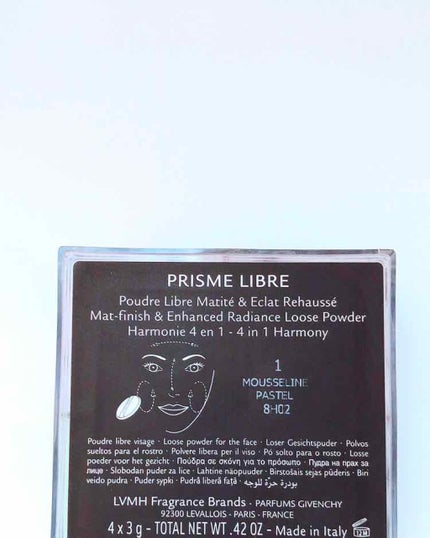 PRISME LIBRE
Poudre Libre Matité & Eclat Rehaussé
Mat-finish & Enhanced Radiance Loose Powder
Harmonie 4 en 1 - 4 in 1 Harmony
1
MOUSSELINE
PASTEL
8H02
Poudre libre visage · Loose powder for the face · Loser Gesichtspuder · Polvos
sueltos para el rostro · Polvere libera per il viso · Pó solto para o rosto · Losse
poeder voor het gezicht · Πούδρα σε σκόνη για το πρόσωπο · Пудра на прах за
лице · Slobodan puder za lice · Lahtine näopuuder · Birstošais sejas pūderis · Biri
veido pudra · Puder sypki · Pudră liberă față · بودرة حرّة للوجه
LVMH Fragrance Brands - PARFUMS GIVENCHY
92300 LEVALLOIS - PARIS - FRANCE
4 x 3 g - TOTAL NET WT .42 OZ - Made in Italy 12M